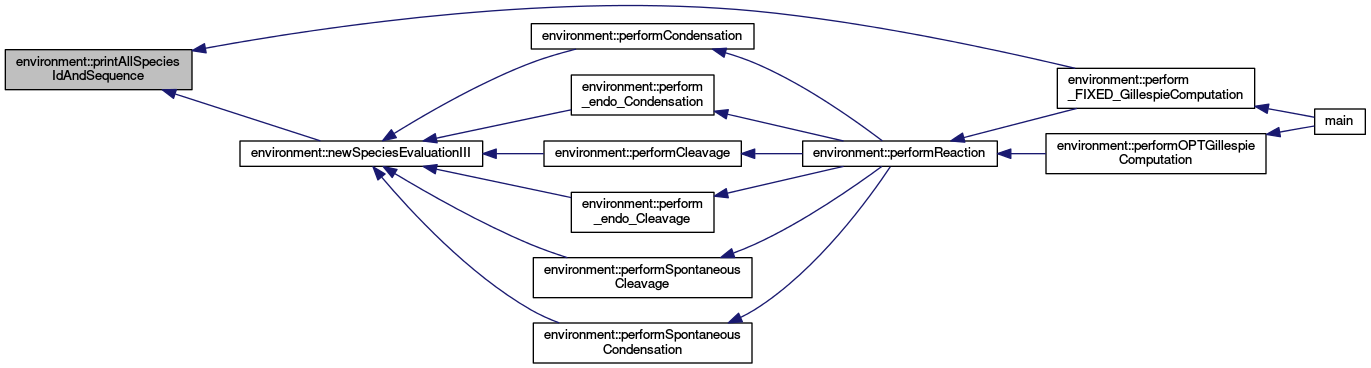 environment::printAllSpecies
IdAndSequence
environment::newSpeciesEvaluationIII
environment::performCondensation
environment::perform
_endo_Condensation
environment::performCleavage
environment::perform
_endo_Cleavage
environment::performSpontaneous
Cleavage
environment::performSpontaneous
Condensation
environment::performReaction
environment::perform
_FIXED_GillespieComputation
environment::performOPTGillespie
Computation
main